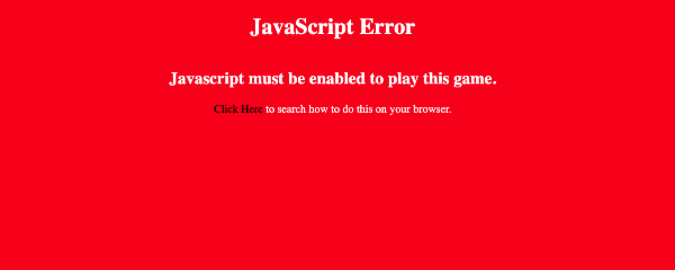 JavaScript Error
Javascript must be enabled to play this game.
Click Here to search how to do this on your browser.